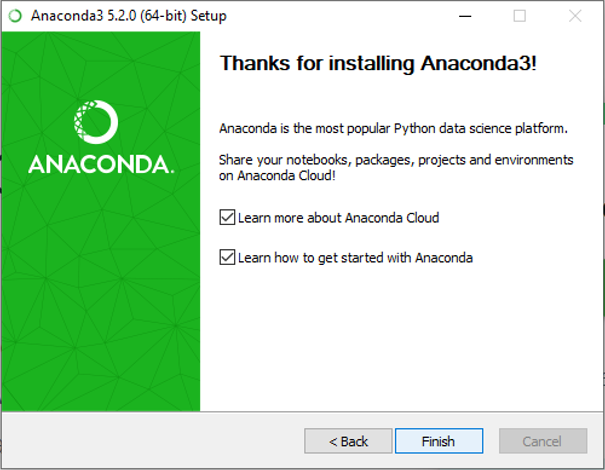 Anaconda3 5.2.0 (64-bit) Setup
Thanks for installing Anaconda3!
ANACONDA.
Anaconda is the most popular Python data science platform.
Share your notebooks, packages, projects and environments
on Anaconda Cloud!
Learn more about Anaconda Cloud
Learn how to get started with Anaconda
< Back
Finish
Cancel